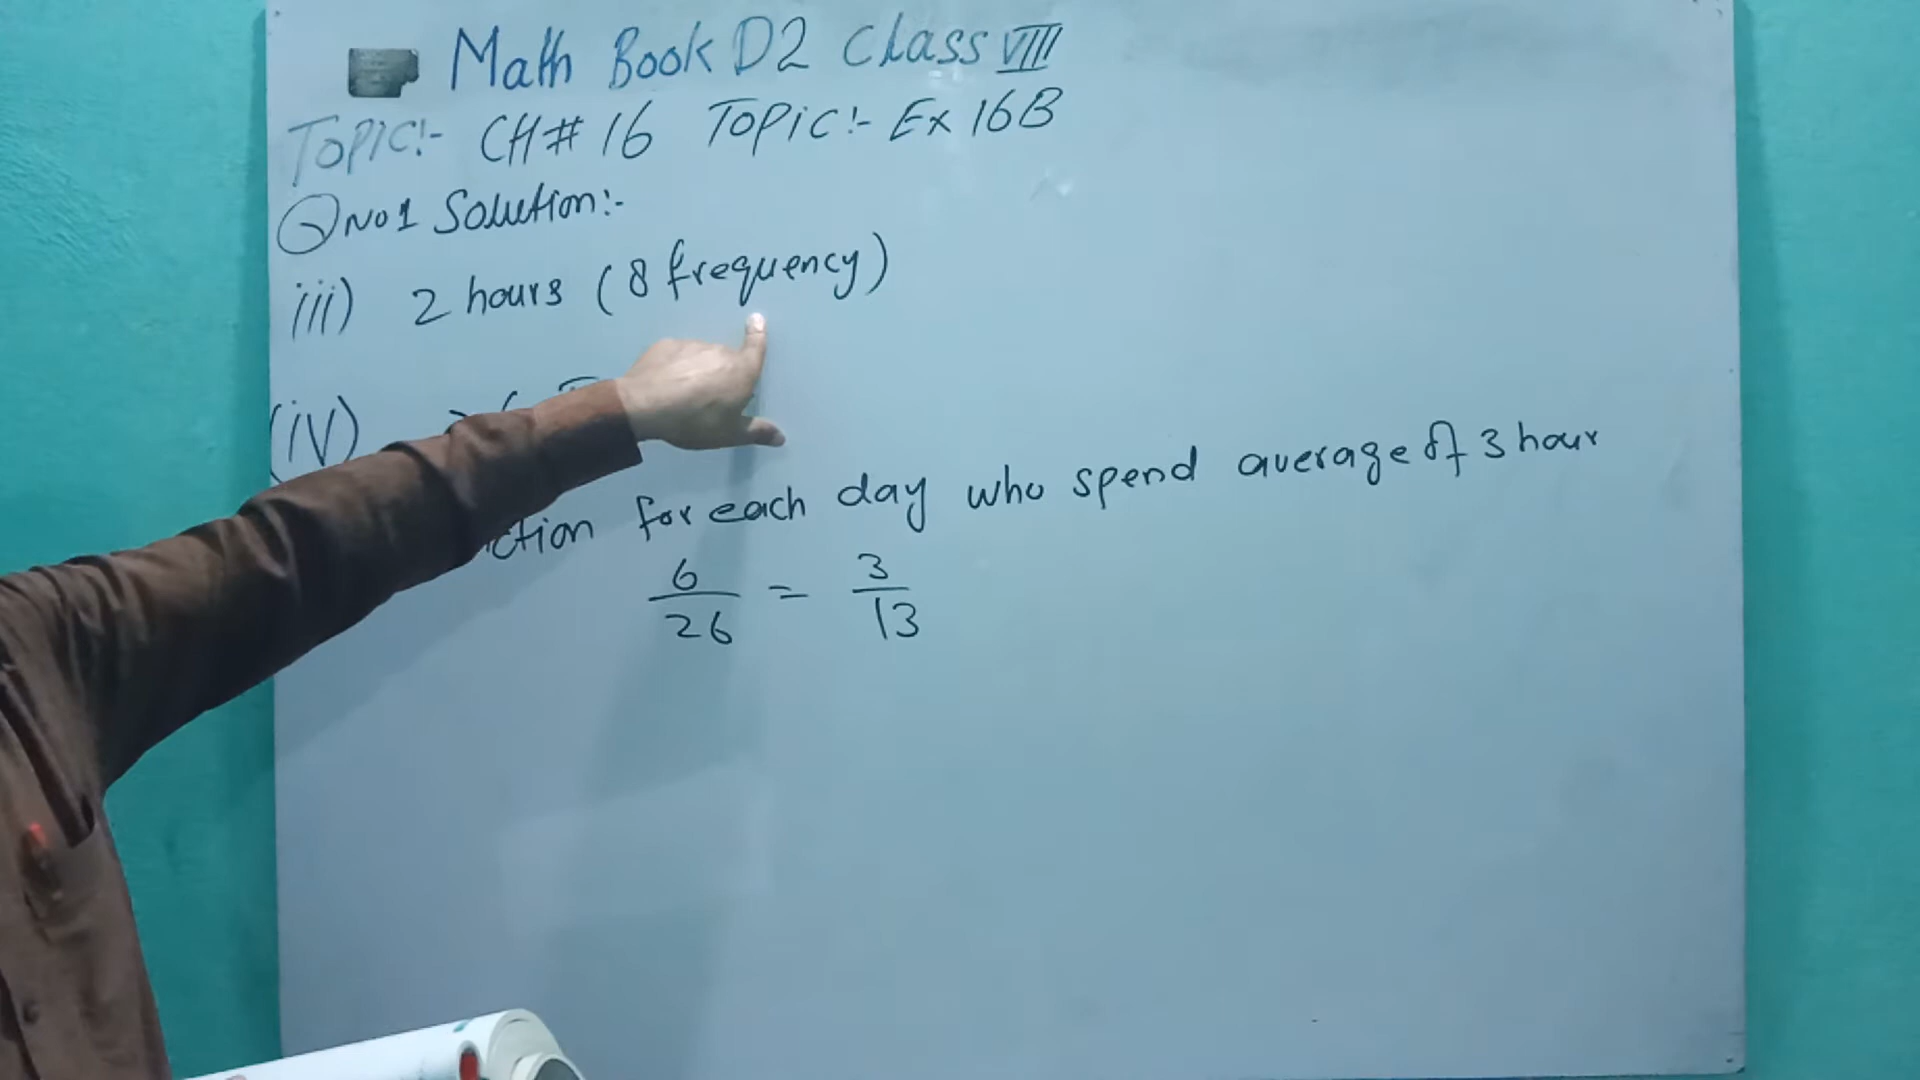 Math Book D2 Class VIII
Topic:- CH# 16 Topic:- Ex 16B
Q No 1 Solution:-
iii) 2 hours (8 frequency)
(iv)
for each day who spend average of 3 hour
6/26 = 3/13